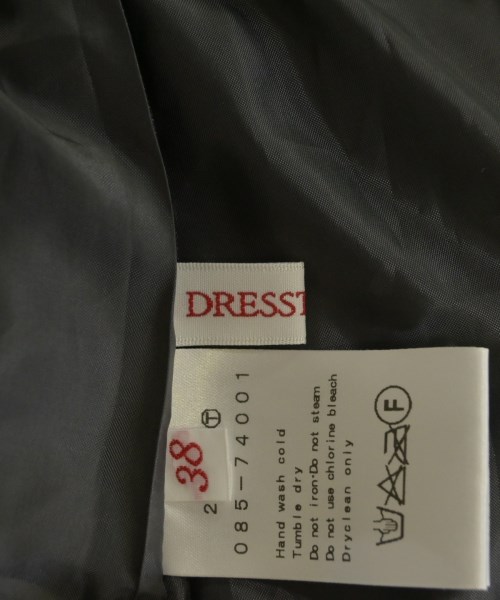 DRESST
38
2 T
085-74001
Hand wash cold
Tumble dry
Do not iron·Do not steam
Do not use chlorine bleach
Dryclean only
F